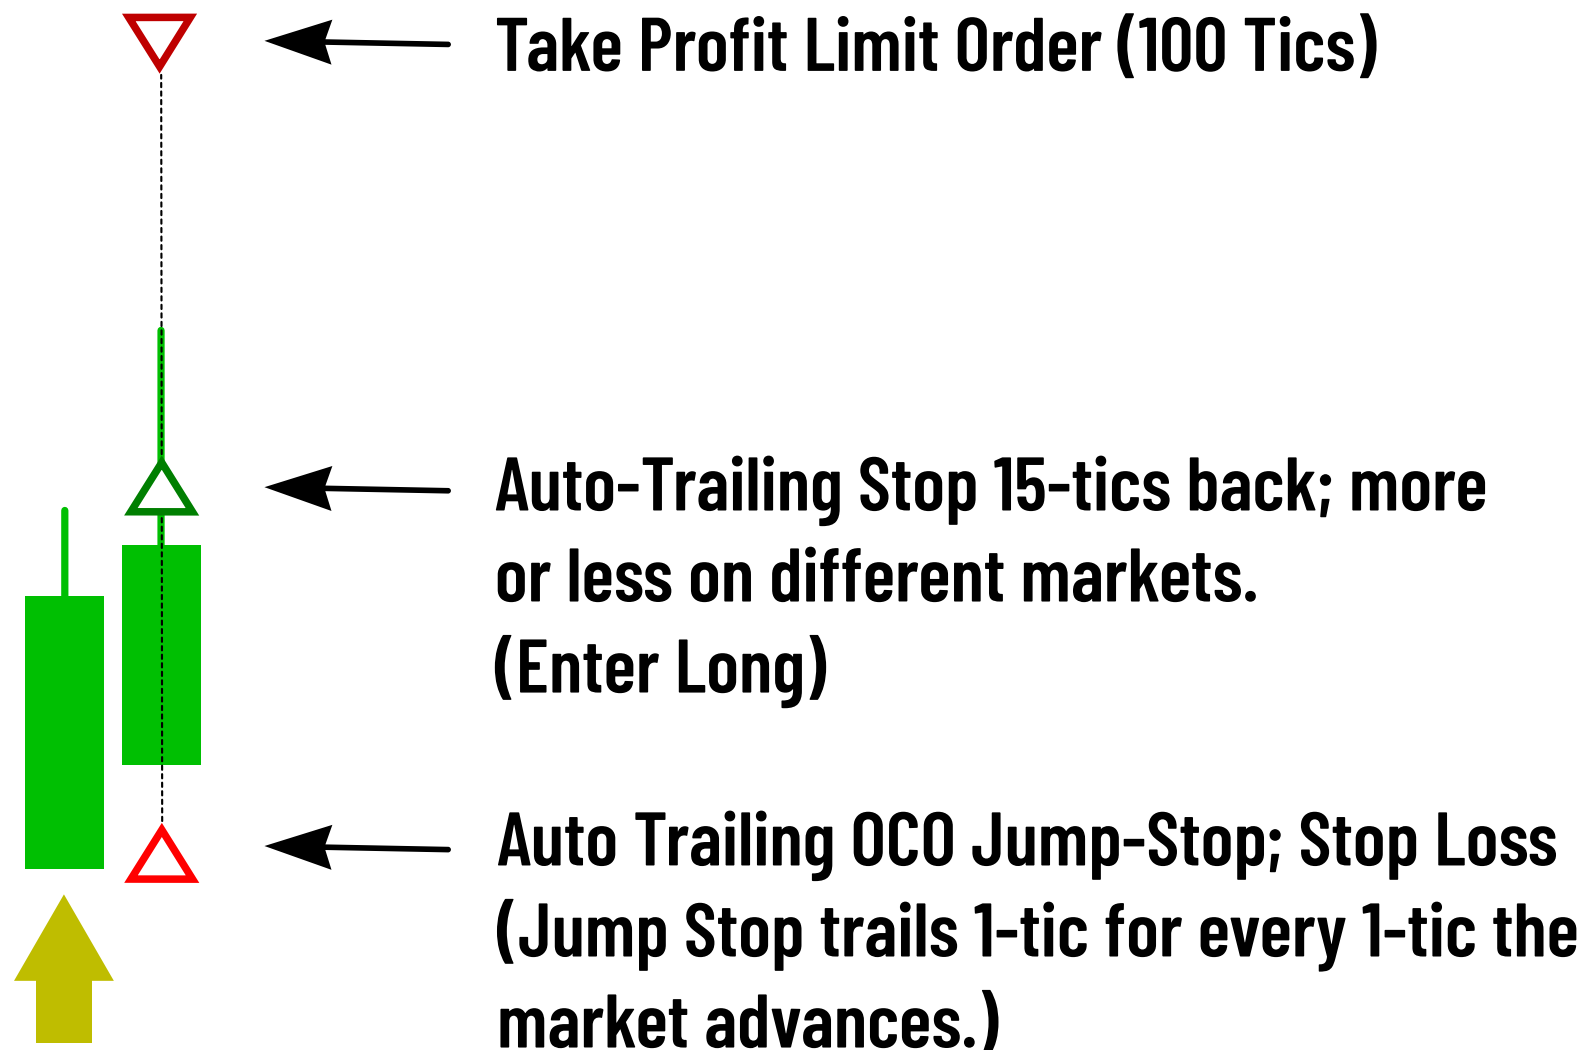 Take Profit Limit Order (100 Tics)
Auto-Trailing Stop 15-tics back; more
or less on different markets.
(Enter Long)
Auto Trailing OCO Jump-Stop; Stop Loss
(Jump Stop trails 1-tic for every 1-tic the
market advances.)